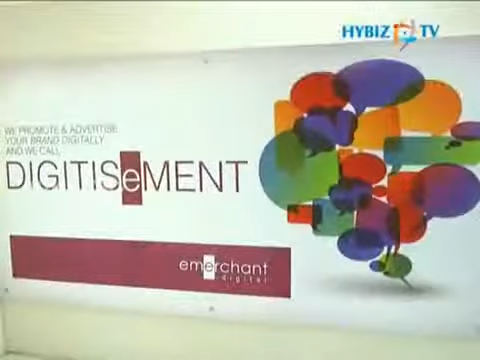 HYBIZ TV
WE PROMOTE & ADVERTISE
YOUR BRAND DIGITALLY
AND WE CALL
DIGITISeMENT
emerchant
digital